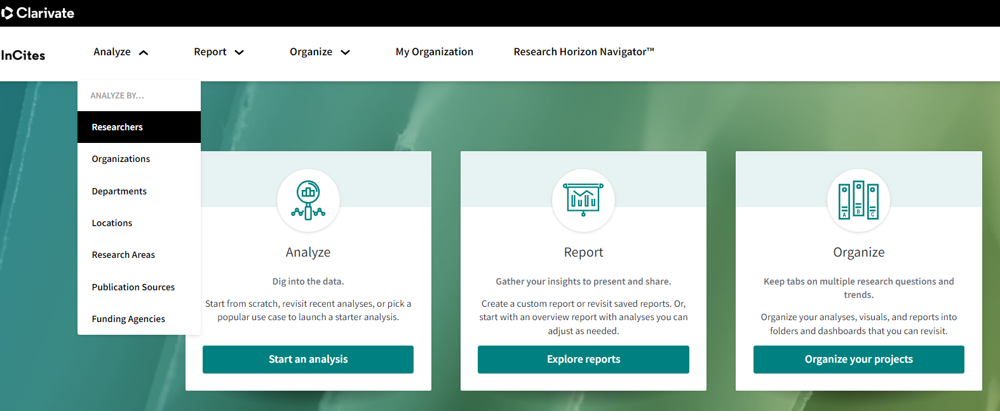 Clarivate
InCites
Analyze
Report
Organize
My Organization
Research Horizon Navigator™
ANALYZE BY...
Researchers
Organizations
Departments
Locations
Research Areas
Publication Sources
Funding Agencies
Analyze
Dig into the data.
Start from scratch, revisit recent analyses, or pick a
popular use case to launch a starter analysis.
Start an analysis
Report
Gather your insights to present and share.
Create a custom report or revisit saved reports. Or,
start with an overview report with analyses you can
adjust as needed.
Explore reports
A
B
C
Organize
Keep tabs on multiple research questions and
trends.
Organize your analyses, visuals, and reports into
folders and dashboards that you can revisit.
Organize your projects